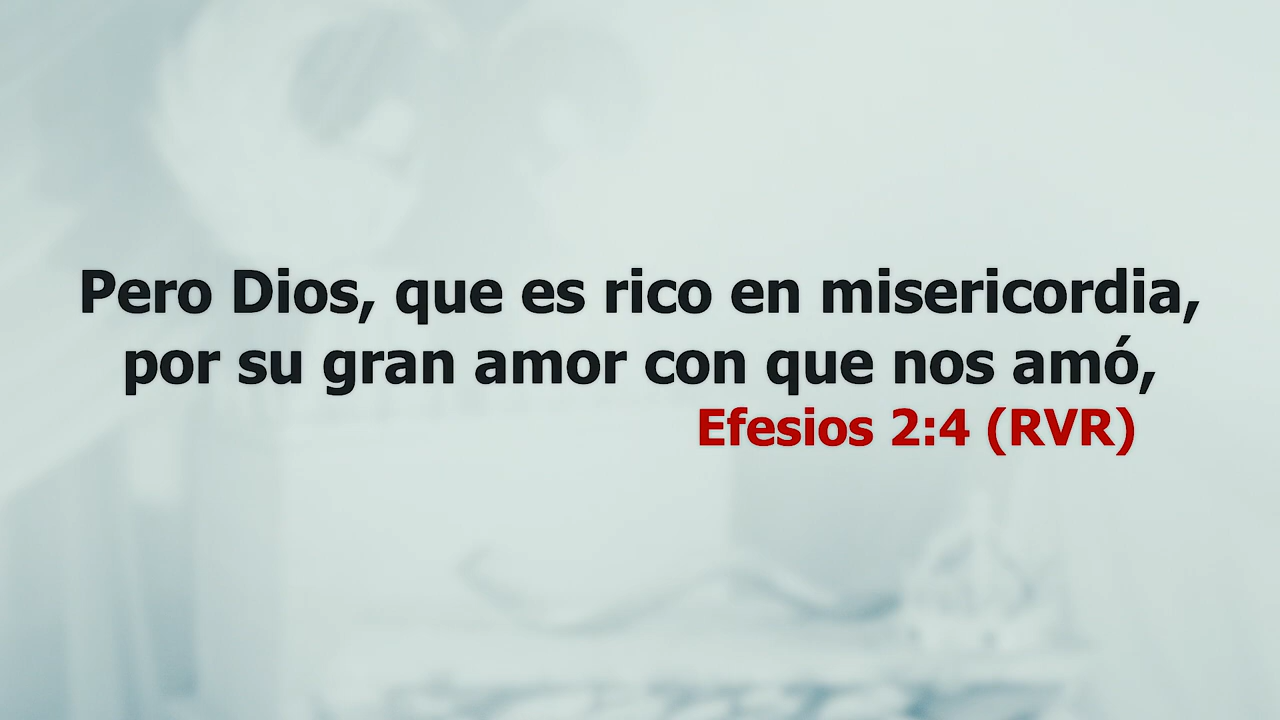 Pero Dios, que es rico en misericordia,
por su gran amor con que nos amó,
Efesios 2:4 (RVR)